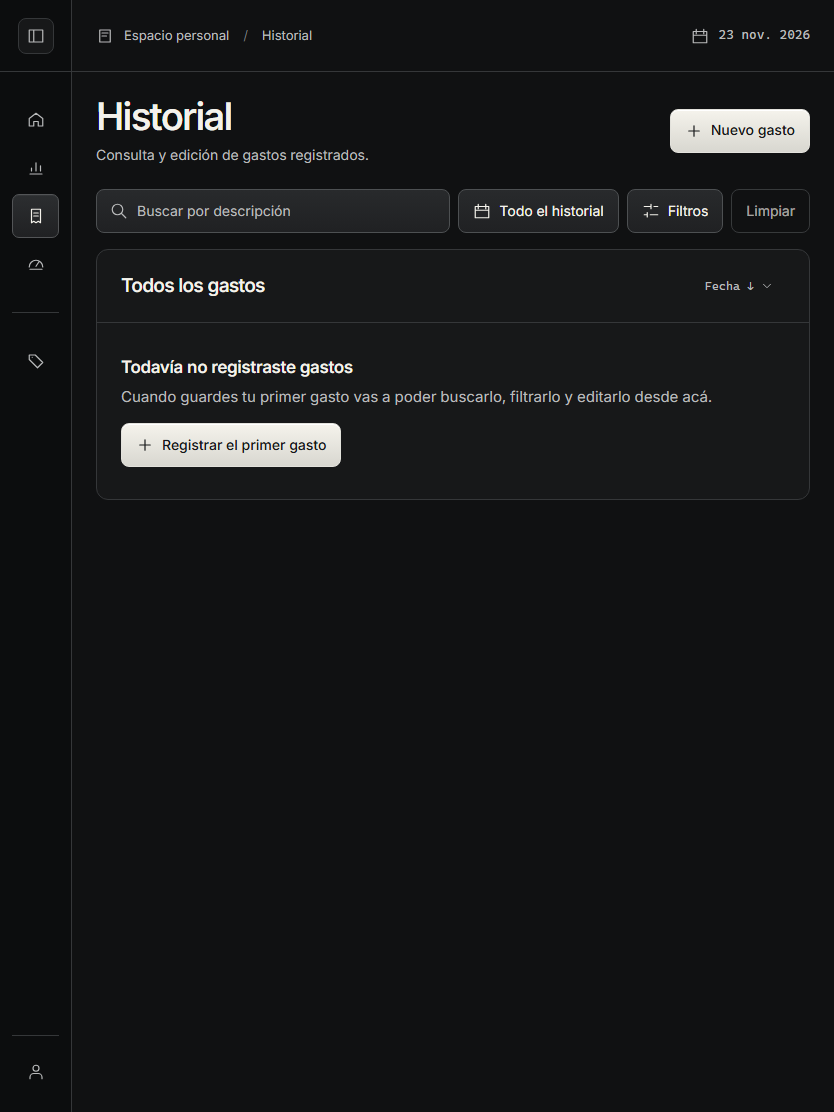 Espacio personal / Historial
23 nov. 2026
Historial
Consulta y edición de gastos registrados.
Nuevo gasto
Buscar por descripción
Todo el historial
Filtros
Limpiar
Todos los gastos
Fecha ↓
Todavía no registraste gastos
Cuando guardes tu primer gasto vas a poder buscarlo, filtrarlo y editarlo desde acá.
Registrar el primer gasto